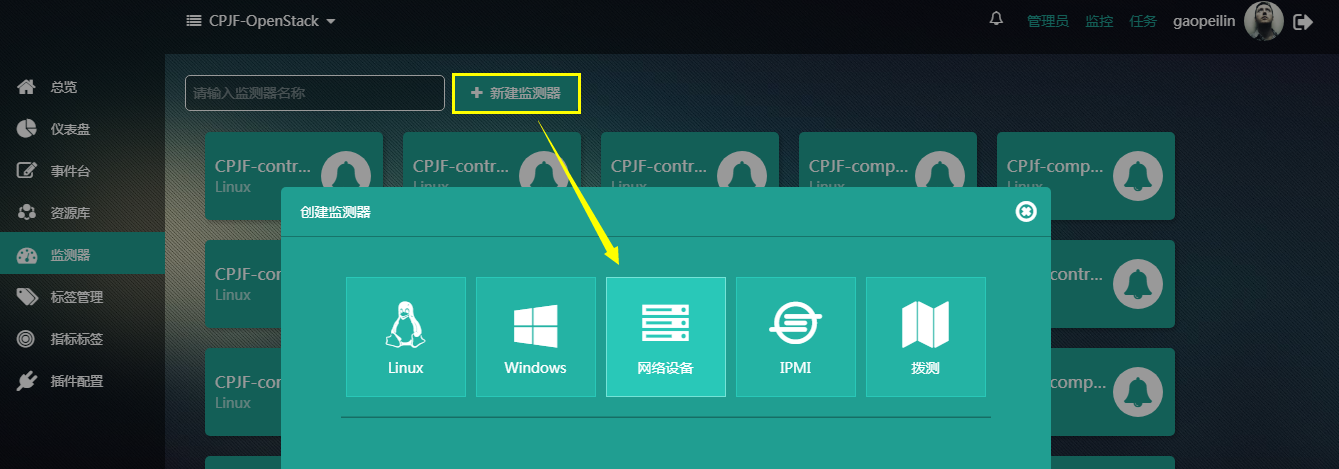 CPJF-OpenStack
管理员 监控 任务 gaopeilin
总览
仪表盘
事件台
资源库
监测器
标签管理
指标标签
插件配置
请输入监测器名称
新建监测器
CPJF-contr...
Linux
CPJF-contr...
Linux
CPJF-contr...
Linux
CPJF-comp...
Linux
CPJf-comp...
Linux
创建监测器
CPJF-c
Linux
contr...
Linux
Windows
网络设备
IPMI
拨测
CPJF-c
Linux
comp...